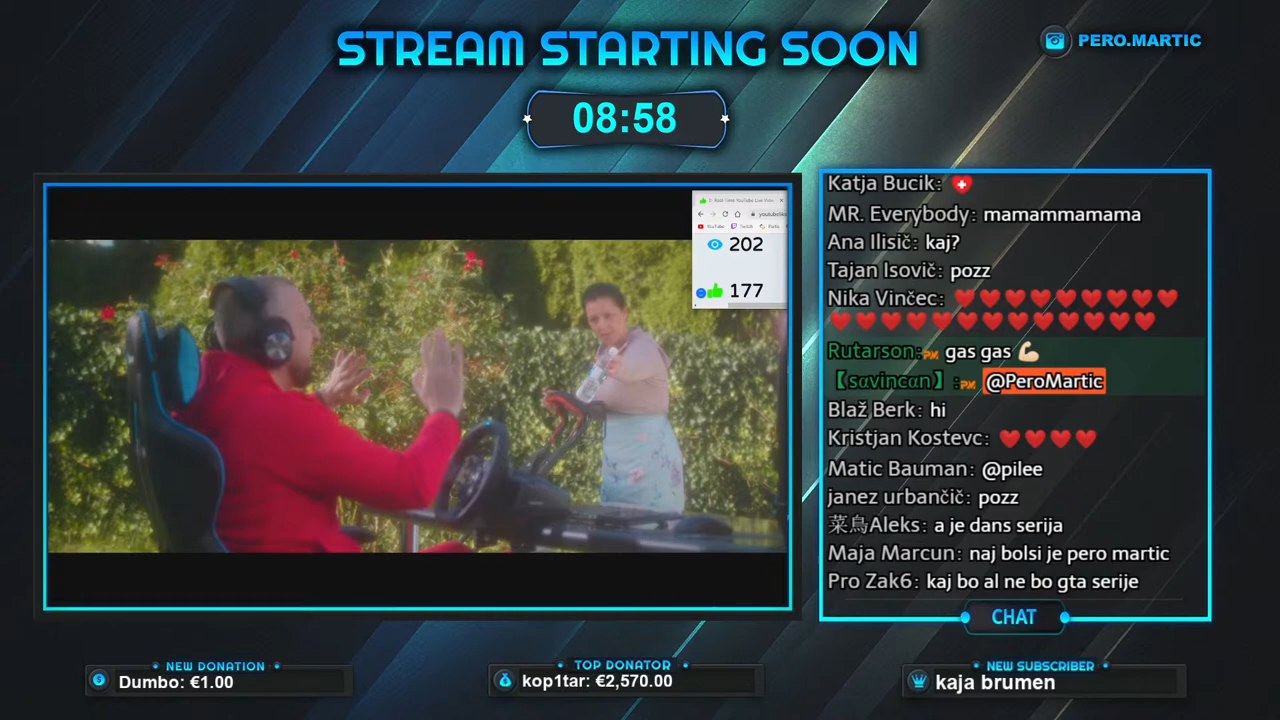 STREAM STARTING SOON
PERO.MARTIC
08:58
YouTube Twitch
202
177
Katja Bucik:
MR. Everybody: mamammamama
Ana Ilisič: kaj?
Tajan Isovič: pozz
Nika Vinčec: ❤❤❤❤❤❤❤❤❤
❤❤❤❤❤❤❤❤❤❤❤❤❤
Rutarson: gas gas 💪🏻
【sαvincαn】: @PeroMartic
Blaž Berk: hi
Kristjan Kostevc: ❤❤❤❤
Matic Bauman: @pilee
janez urbančič: pozz
菜鳥Aleks: a je dans serija
Maja Marcun: naj bolsi je pero martic
Pro Zak6: kaj bo al ne bo gta serije
CHAT
NEW DONATION
Dumbo: €1.00
TOP DONATOR
kop1tar: €2,570.00
NEW SUBSCRIBER
kaja brumen